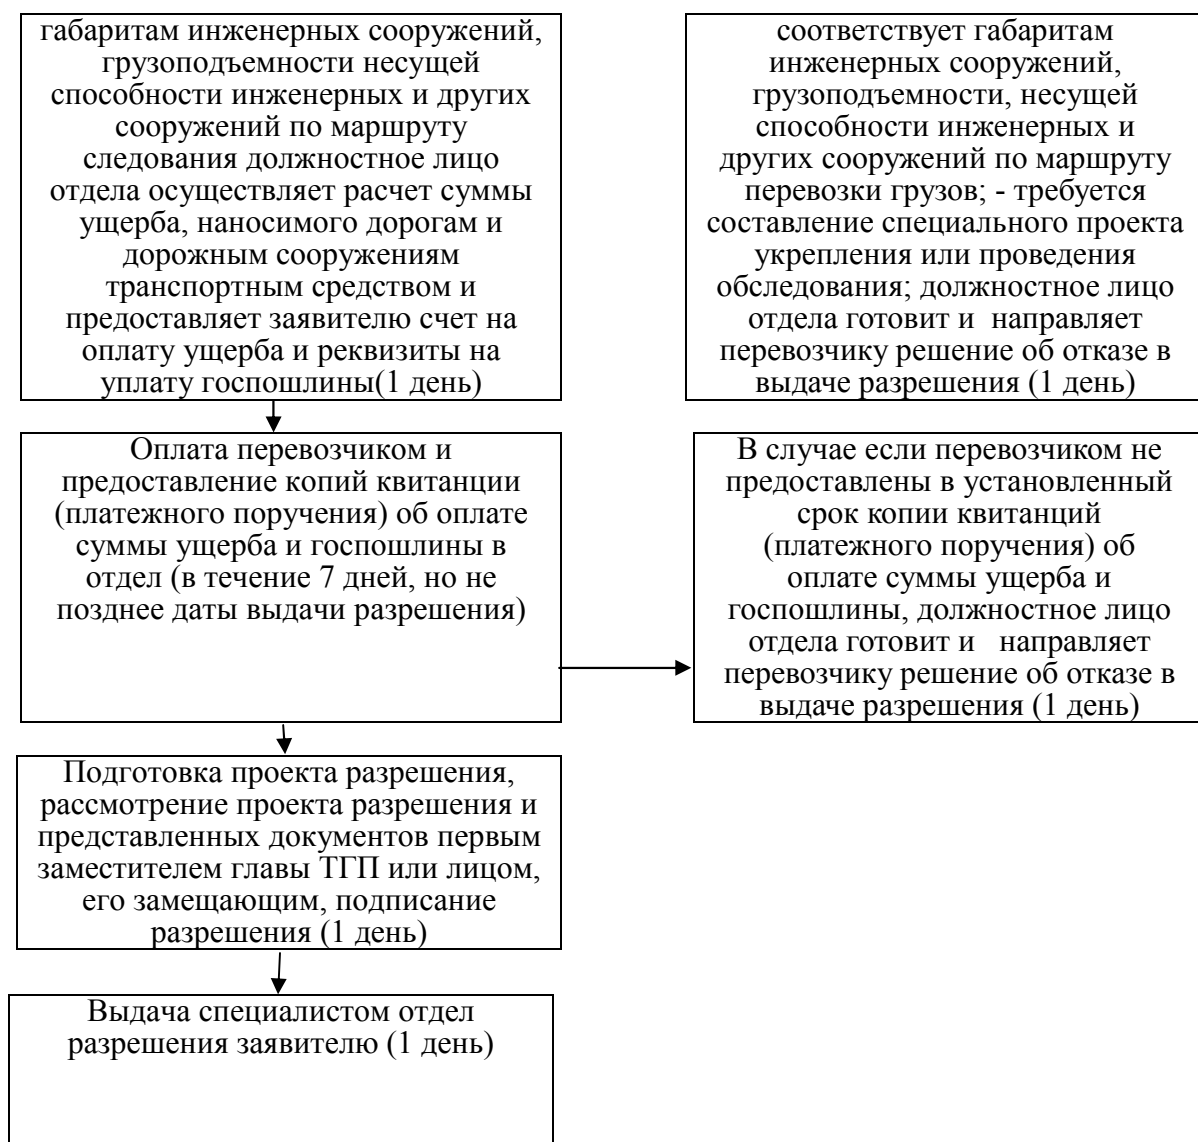 габаритам инженерных сооружений,
грузоподъемности несущей
способности инженерных и других
сооружений по маршруту
следования должностное лицо
отдела осуществляет расчет суммы
ущерба, наносимого дорогам и
дорожным сооружениям
транспортным средством и
предоставляет заявителю счет на
оплату ущерба и реквизиты на
уплату госпошлины(1 день)
соответствует габаритам
инженерных сооружений,
грузоподъемности, несущей
способности инженерных и
других сооружений по маршруту
перевозки грузов; - требуется
составление специального проекта
укрепления или проведения
обследования; должностное лицо
отдела готовит и направляет
перевозчику решение об отказе в
выдаче разрешения (1 день)
Оплата перевозчиком и
предоставление копий квитанции
(платежного поручения) об оплате
суммы ущерба и госпошлины в
отдел (в течение 7 дней, но не
позднее даты выдачи разрешения)
В случае если перевозчиком не
предоставлены в установленный
срок копии квитанций
(платежного поручения) об
оплате суммы ущерба и
госпошлины, должностное лицо
отдела готовит и направляет
перевозчику решение об отказе в
выдаче разрешения (1 день)
Подготовка проекта разрешения,
рассмотрение проекта разрешения и
представленных документов первым
заместителем главы ТГП или лицом,
его замещающим, подписание
разрешения (1 день)
Выдача специалистом отдел
разрешения заявителю (1 день)